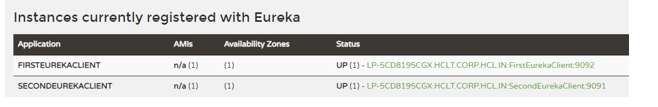 Instances currently registered with Eureka
Application AMIs Availability Zones Status
FIRSTEUREKACLIENT n/a (1) (1) UP (1) - LP-5CD8195CGX.HCLT.CORP.HCL.IN:FirstEurekaClient:9092
SECONDEUREKACLIENT n/a (1) (1) UP (1) - LP-5CD8195CGX.HCLT.CORP.HCL.IN:SecondEurekaClient:9091